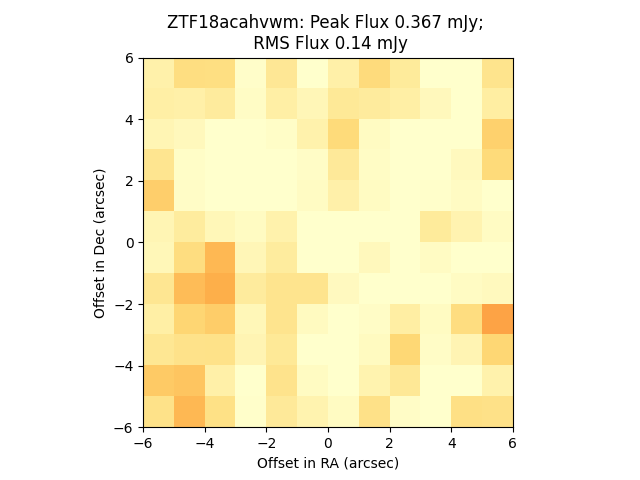 ZTF18acahvwm: Peak Flux 0.367 mJy;
RMS Flux 0.14 mJy
6
4
2
0
−2
−4
−6
Offset in Dec (arcsec)
−6 −4 −2 0 2 4 6
Offset in RA (arcsec)